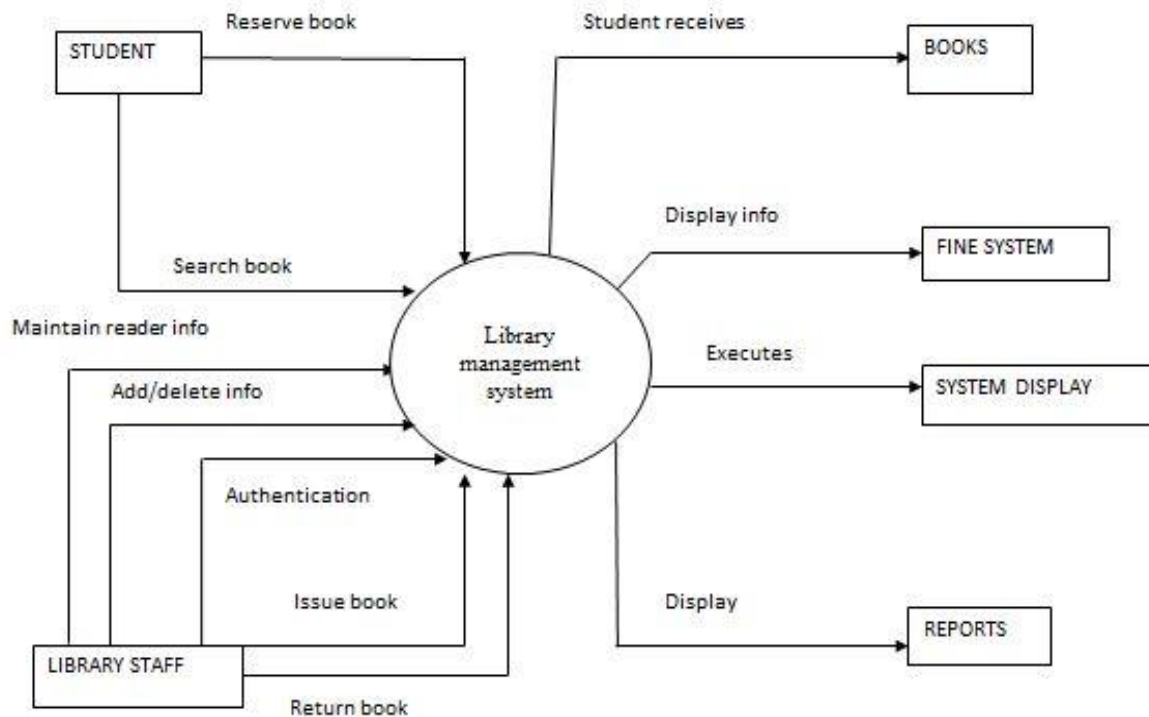 Reserve book
Student receives
STUDENT
BOOKS
Display info
FINE SYSTEM
Search book
Maintain reader info
Library
management
system
Executes
Add/delete info
SYSTEM DISPLAY
Authentication
Issue book
Display
REPORTS
LIBRARY STAFF
Return book